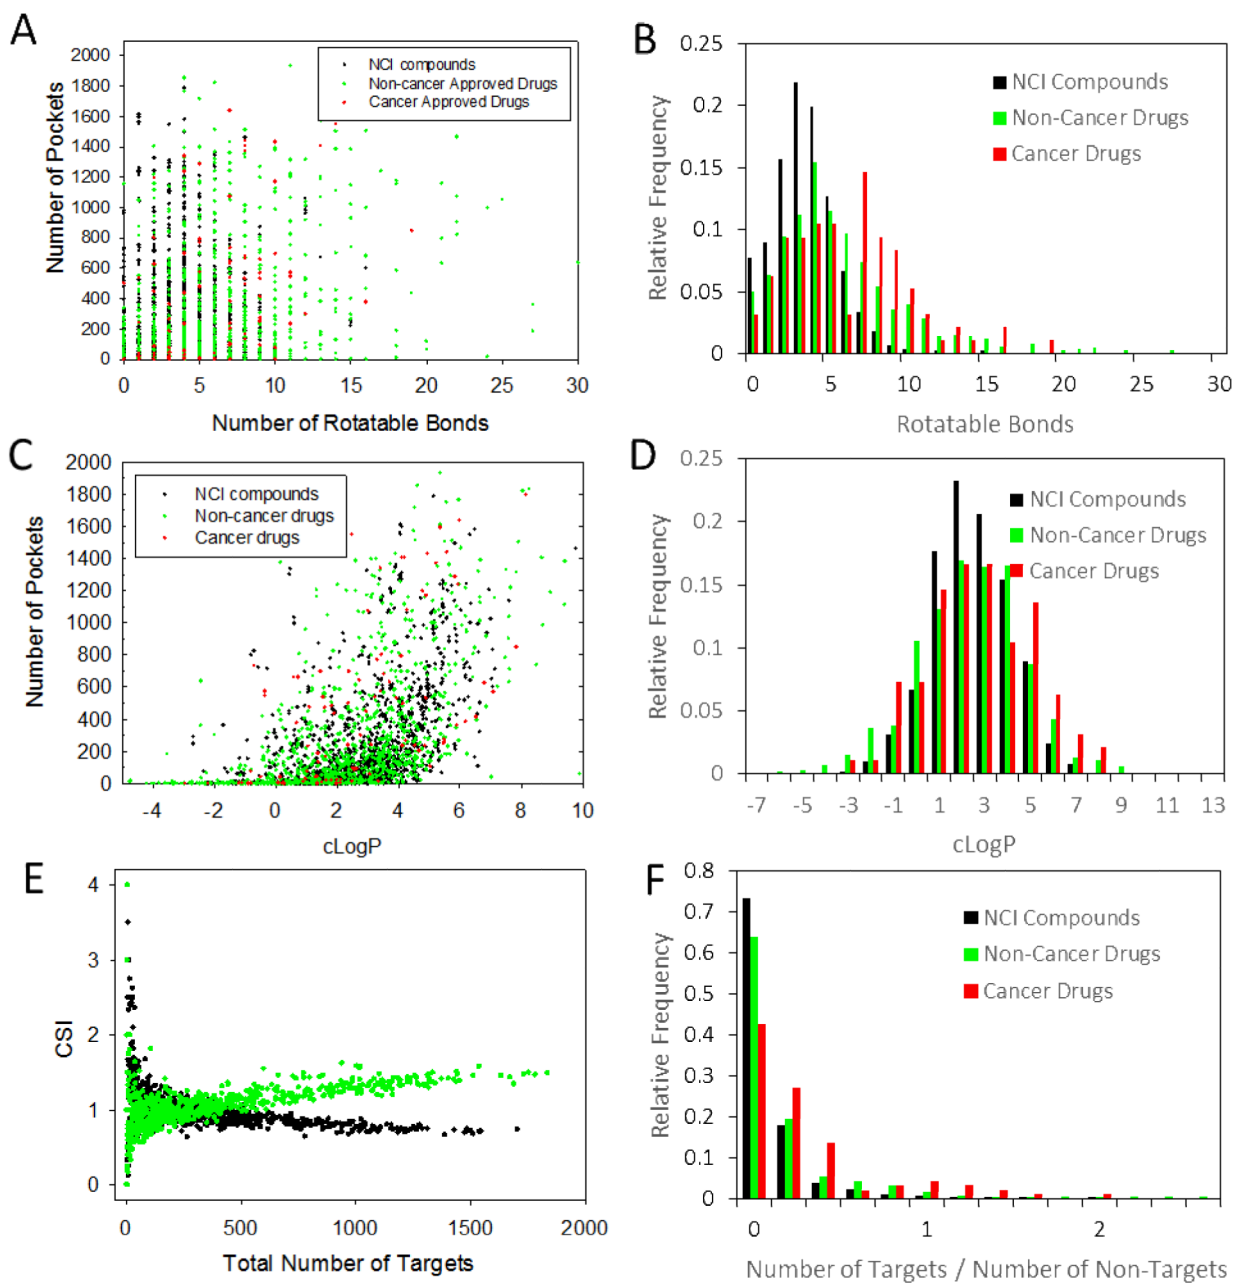 A
Number of Pockets
2000
1800
1600
1400
1200
1000
800
600
400
200
0
NCI compounds
Non-cancer Approved Drugs
Cancer Approved Drugs
0 5 10 15 20 25 30
Number of Rotatable Bonds
B
Relative Frequency
0.25
0.2
0.15
0.1
0.05
0
NCI Compounds
Non-Cancer Drugs
Cancer Drugs
0 5 10 15 20 25 30
Rotatable Bonds
C
Number of Pockets
2000
1800
1600
1400
1200
1000
800
600
400
200
0
NCI compounds
Non-cancer drugs
Cancer drugs
-4 -2 0 2 4 6 8 10
cLogP
D
Relative Frequency
0.25
0.2
0.15
0.1
0.05
0
NCI Compounds
Non-Cancer Drugs
Cancer Drugs
-7 -5 -3 -1 1 3 5 7 9 11 13
cLogP
E
CSI
4
3
2
1
0
0 500 1000 1500 2000
Total Number of Targets
F
Relative Frequency
0.8
0.7
0.6
0.5
0.4
0.3
0.2
0.1
0
NCI Compounds
Non-Cancer Drugs
Cancer Drugs
0 1 2
Number of Targets / Number of Non-Targets